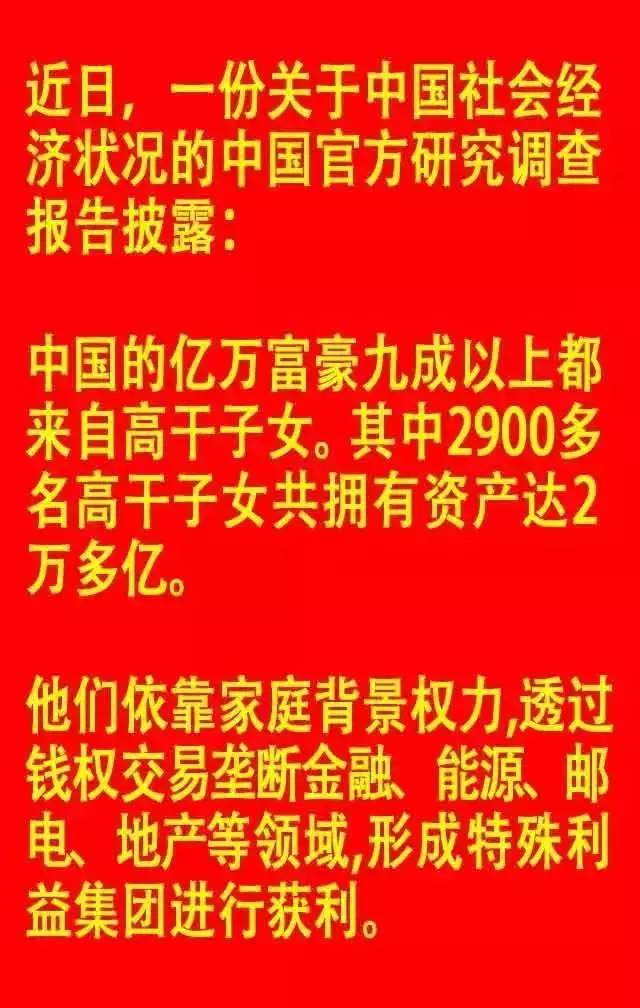 近日，一份关于中国社会经
济状况的中国官方研究调查
报告披露：
中国的亿万富豪九成以上都
来自高干子女。其中2900多
名高干子女共拥有资产达2
万多亿。
他们依靠家庭背景权力,透过
钱权交易垄断金融、能源、邮
电、地产等领域,形成特殊利
益集团进行获利。